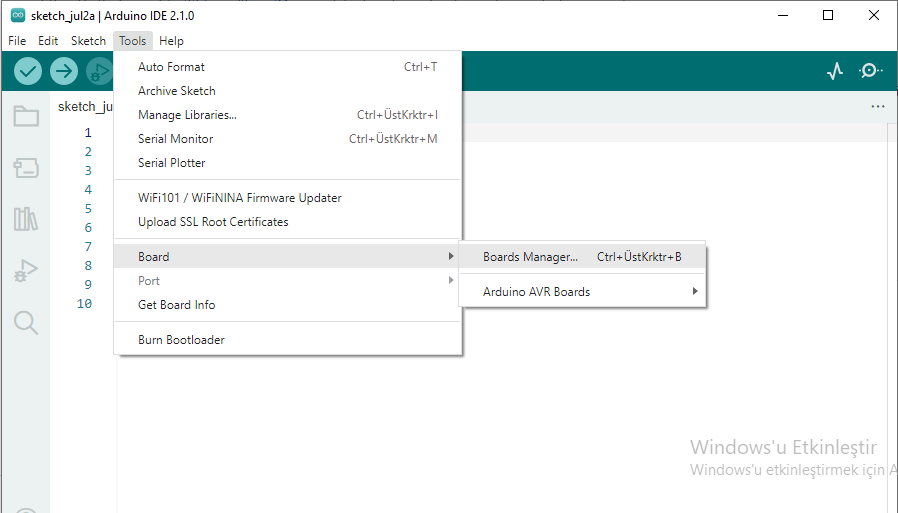 sketch_jul2a | Arduino IDE 2.1.0
File Edit Sketch Tools Help
Auto Format Ctrl+T
Archive Sketch
sketch_ju
Manage Libraries... Ctrl+ÜstKrktr+I
1
Serial Monitor Ctrl+ÜstKrktr+M
2
Serial Plotter
3
WiFi101 / WiFiNINA Firmware Updater
4
Upload SSL Root Certificates
5
6
7
Board Boards Manager... Ctrl+ÜstKrktr+B
8
Port Arduino AVR Boards
9
Get Board Info
10
Burn Bootloader
Windows'u Etkinleştir
Windows'u etkinleştirmek için A